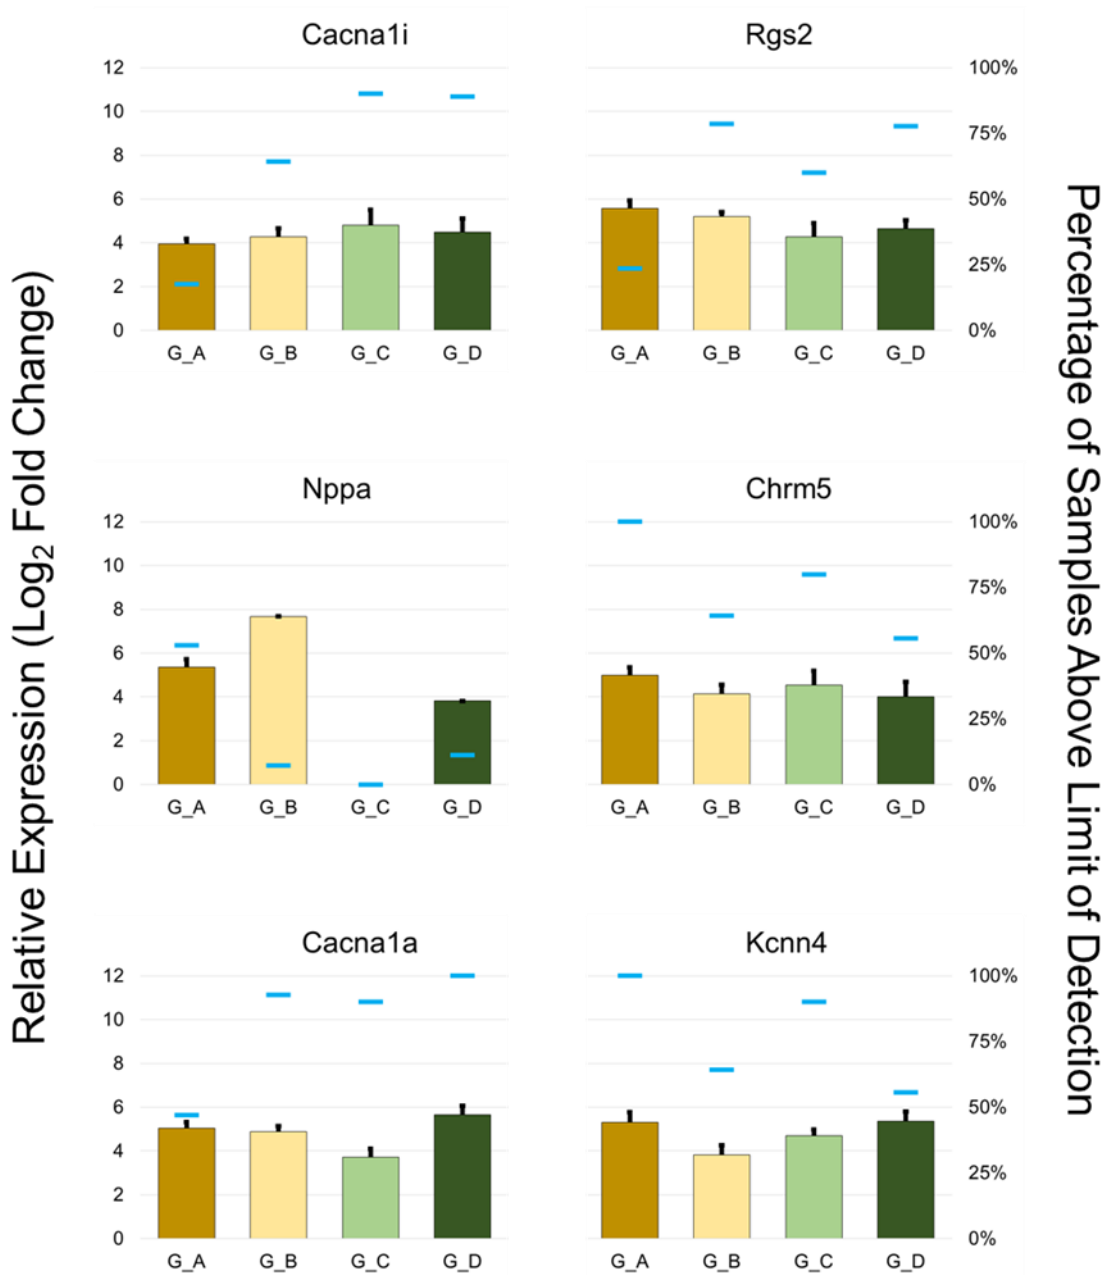 Relative Expression (Log2 Fold Change)
Cacna1i
12
10
8
6
4
2
0
G_A G_B G_C G_D
Rgs2
100%
75%
50%
25%
0%
G_A G_B G_C G_D
Nppa
12
10
8
6
4
2
0
G_A G_B G_C G_D
Chrm5
100%
75%
50%
25%
0%
G_A G_B G_C G_D
Cacna1a
12
10
8
6
4
2
0
G_A G_B G_C G_D
Kcnn4
100%
75%
50%
25%
0%
G_A G_B G_C G_D
Percentage of Samples Above Limit of Detection